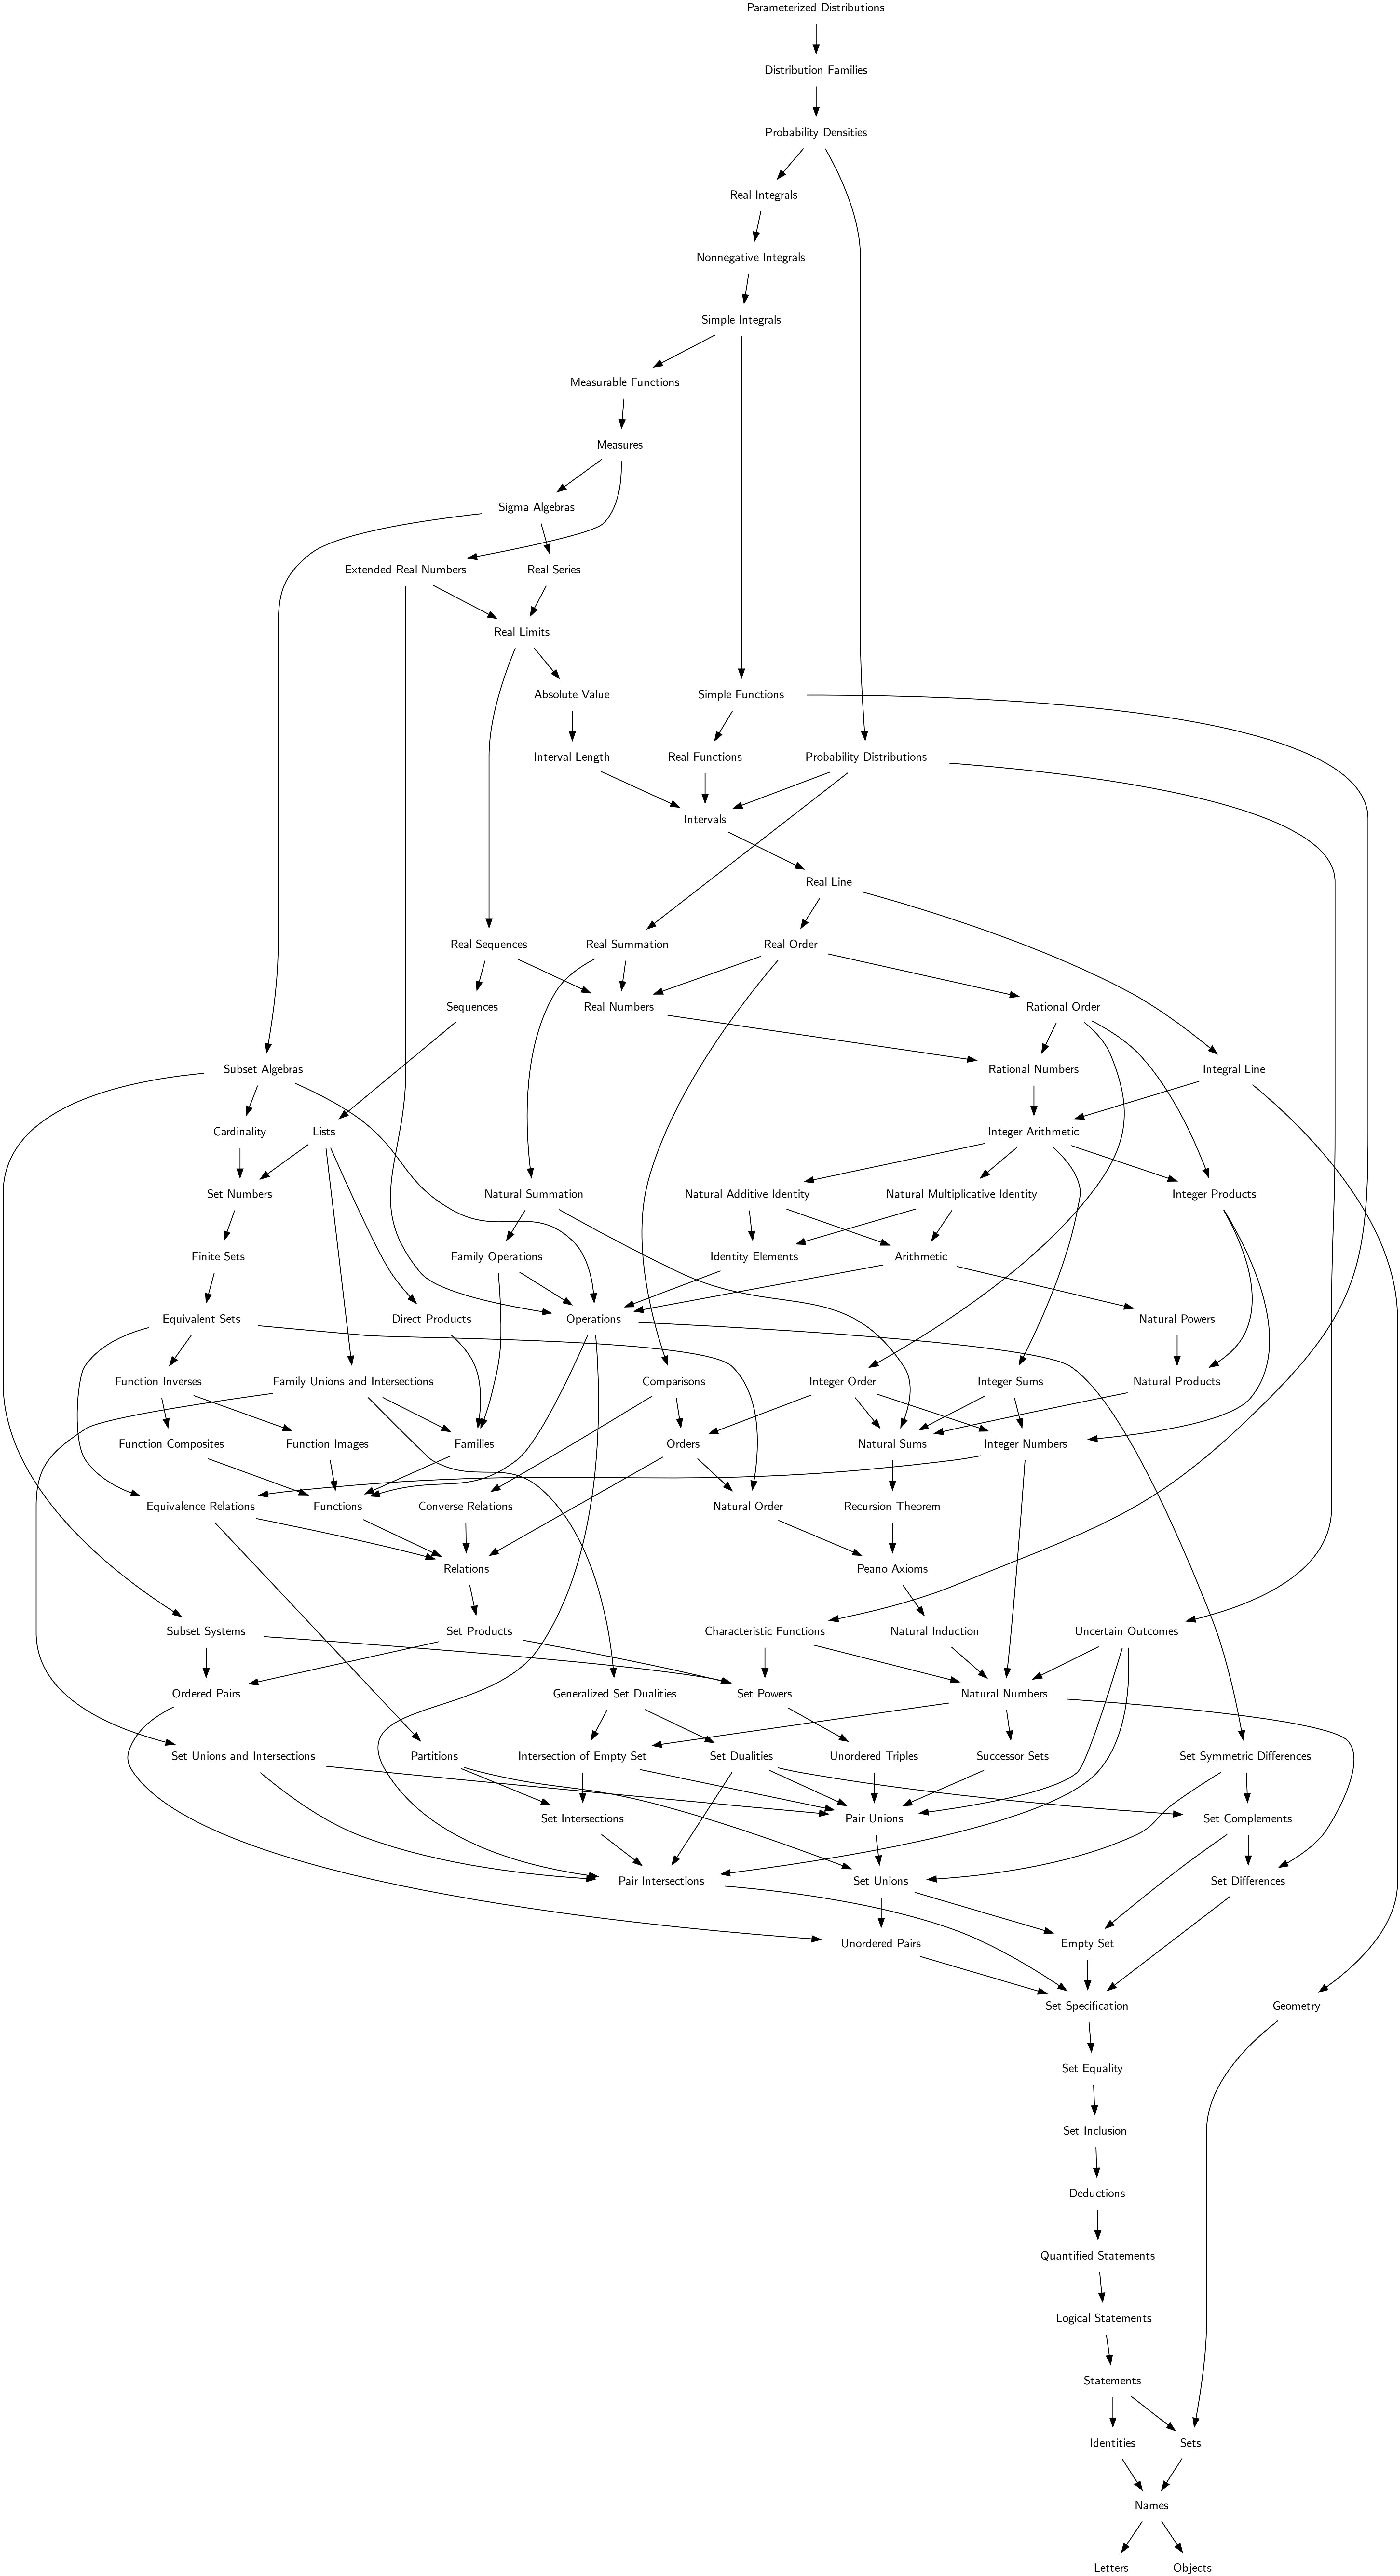 Parameterized Distributions
Distribution Families
Probability Densities
Real Integrals
Nonnegative Integrals
Simple Integrals
Measurable Functions
Measures
Sigma Algebras
Extended Real Numbers
Real Series
Real Limits
Absolute Value
Simple Functions
Interval Length
Real Functions
Probability Distributions
Intervals
Real Line
Real Sequences
Real Summation
Real Order
Sequences
Real Numbers
Rational Order
Subset Algebras
Rational Numbers
Integral Line
Cardinality
Lists
Integer Arithmetic
Set Numbers
Natural Summation
Natural Additive Identity
Natural Multiplicative Identity
Integer Products
Finite Sets
Family Operations
Identity Elements
Arithmetic
Equivalent Sets
Direct Products
Operations
Natural Powers
Function Inverses
Family Unions and Intersections
Comparisons
Integer Order
Integer Sums
Natural Products
Function Composites
Function Images
Families
Orders
Natural Sums
Integer Numbers
Equivalence Relations
Functions
Converse Relations
Natural Order
Recursion Theorem
Relations
Peano Axioms
Subset Systems
Set Products
Characteristic Functions
Natural Induction
Uncertain Outcomes
Ordered Pairs
Generalized Set Dualities
Set Powers
Natural Numbers
Set Unions and Intersections
Partitions
Intersection of Empty Set
Set Dualities
Unordered Triples
Successor Sets
Set Symmetric Differences
Set Intersections
Pair Unions
Set Complements
Pair Intersections
Set Unions
Set Differences
Unordered Pairs
Empty Set
Set Specification
Geometry
Set Equality
Set Inclusion
Deductions
Quantified Statements
Logical Statements
Statements
Identities
Sets
Names
Letters
Objects